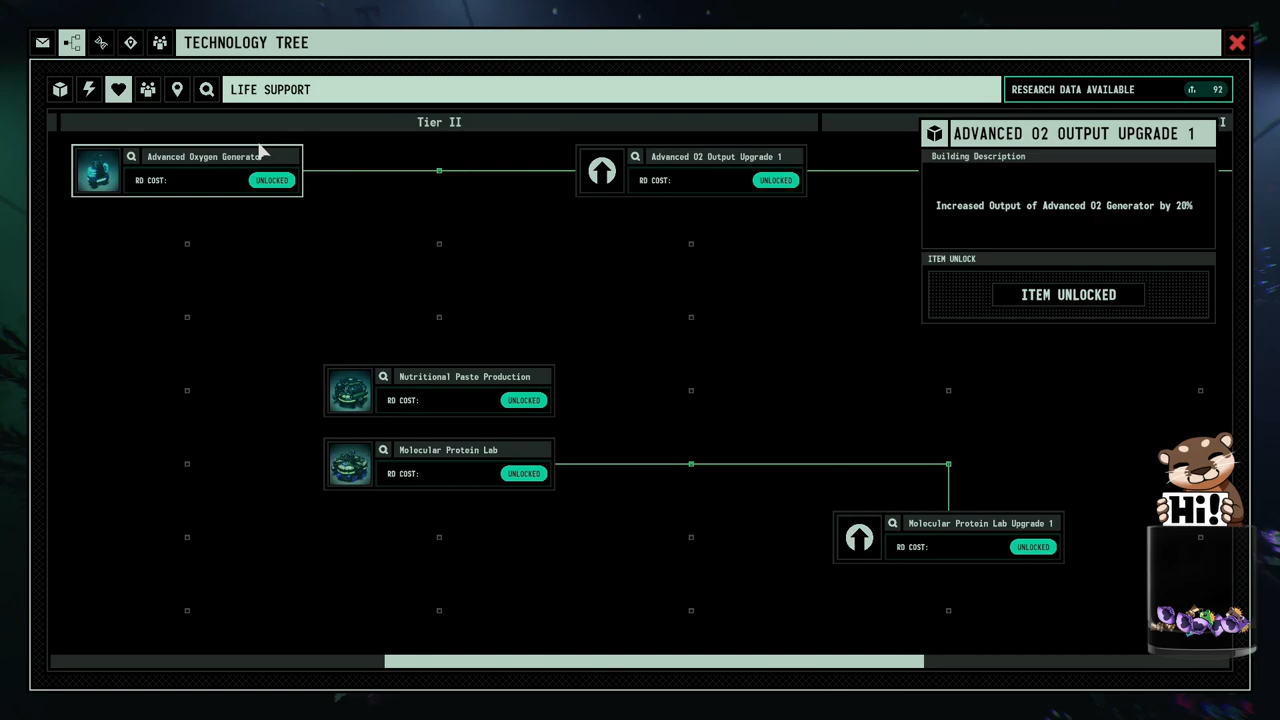 TECHNOLOGY TREE
LIFE SUPPORT
RESEARCH DATA AVAILABLE 92
Tier II
I
Advanced Oxygen Generator
RD COST: UNLOCKED
Advanced O2 Output Upgrade 1
RD COST: UNLOCKED
ADVANCED O2 OUTPUT UPGRADE 1
Building Description
Increased Output of Advanced O2 Generator by 20%
ITEM UNLOCK
ITEM UNLOCKED
Nutritional Paste Production
RD COST: UNLOCKED
Molecular Protein Lab
RD COST: UNLOCKED
Molecular Protein Lab Upgrade 1
RD COST: UNLOCKED
Hi!